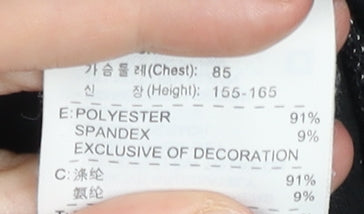 가슴둘레(Chest): 85
신 장(Height): 155-165
E:POLYESTER 91%
SPANDEX 9%
EXCLUSIVE OF DECORATION
C:涤纶 91%
氨纶 9%